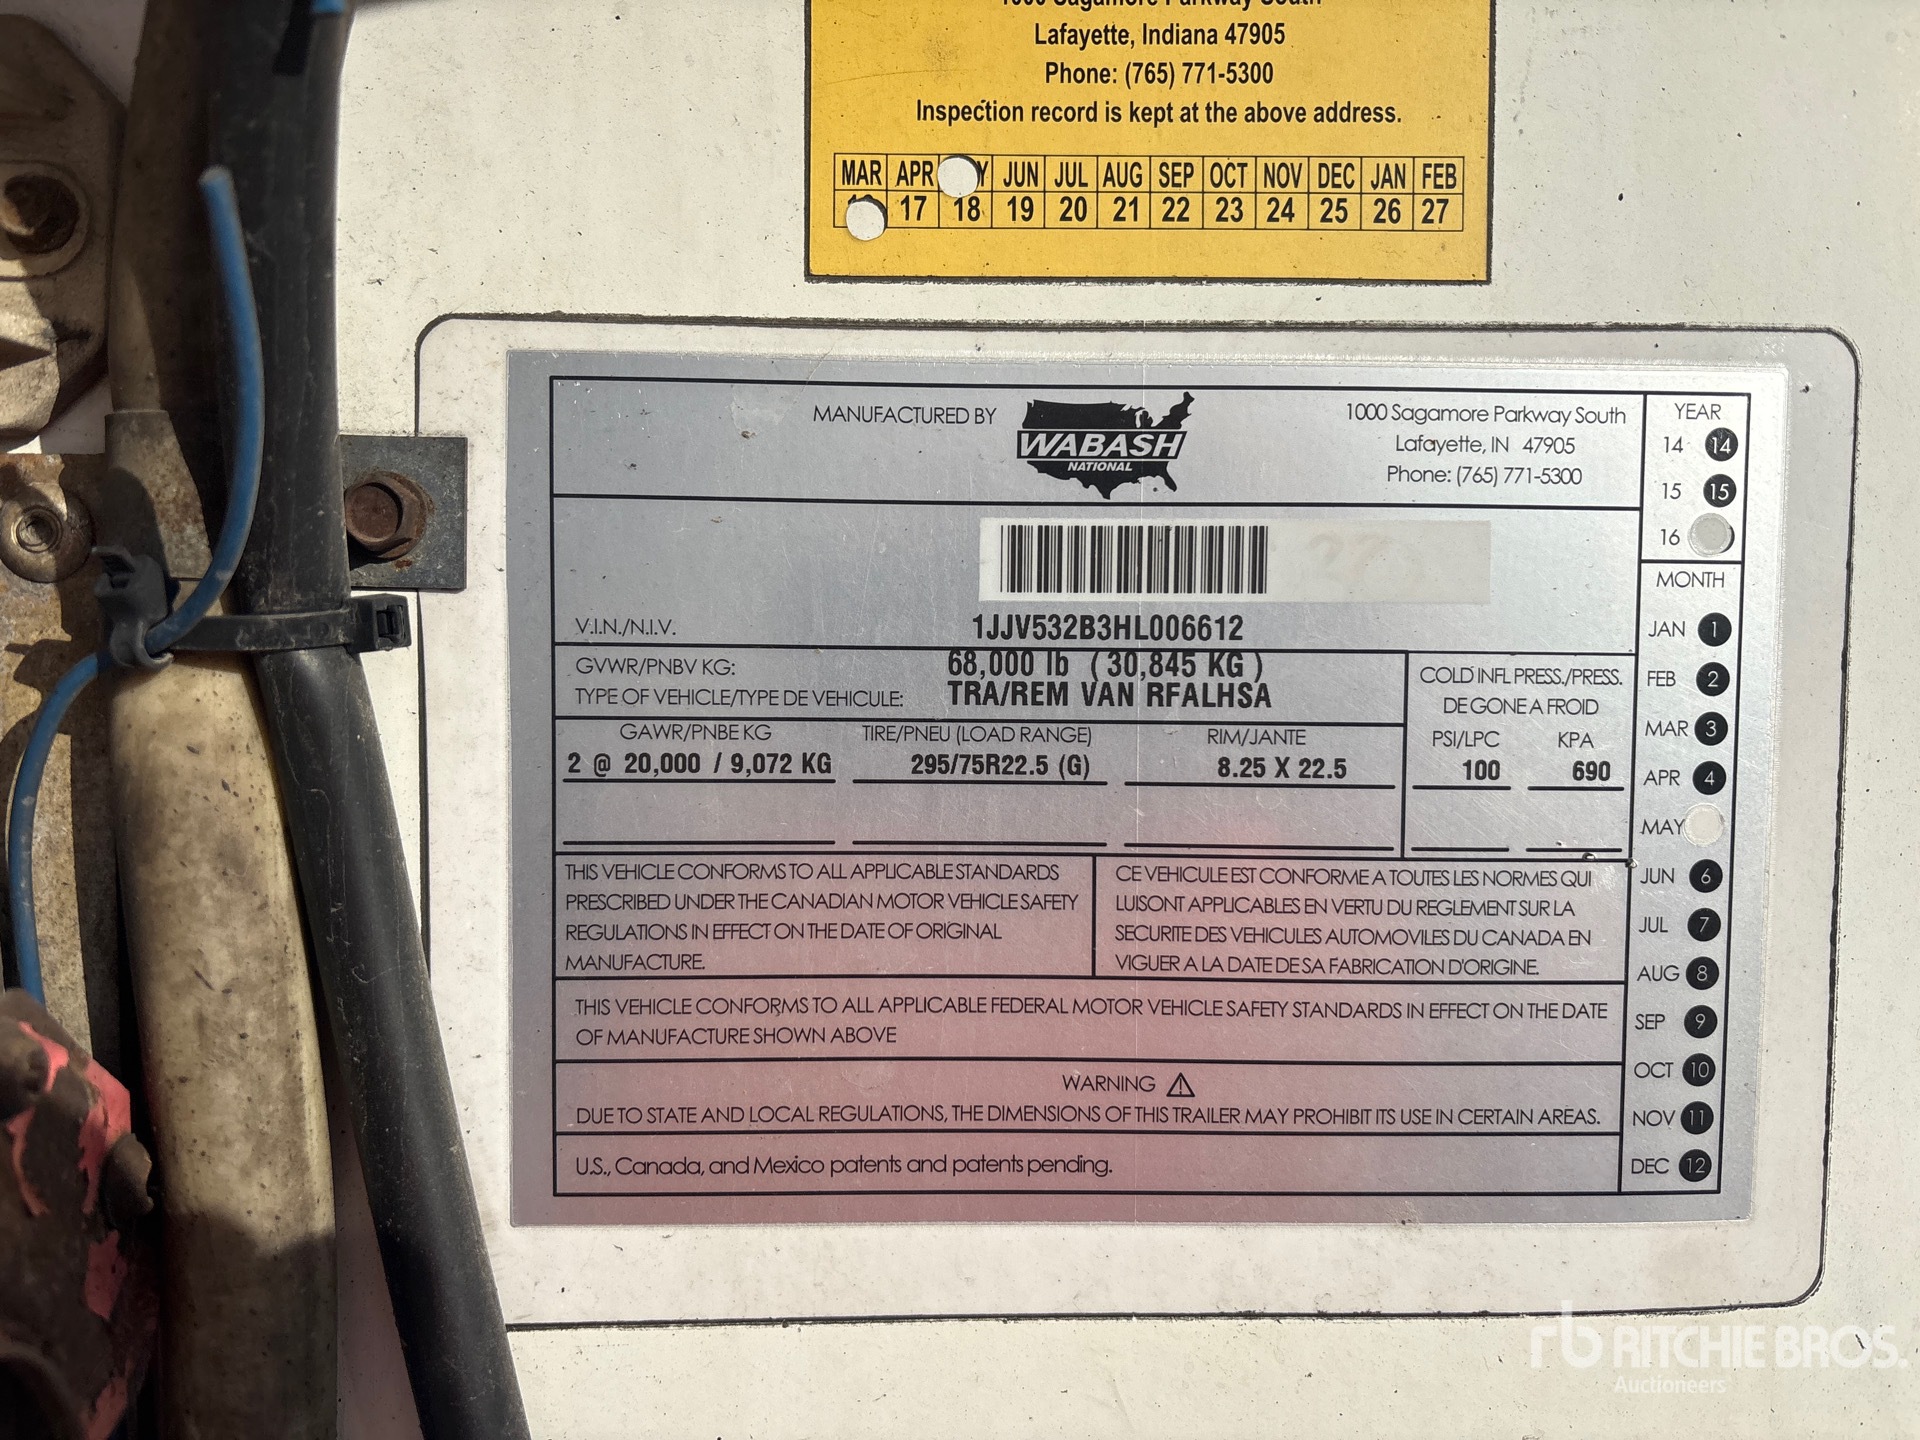 1000 Sagamore Parkway South
Lafayette, Indiana 47905
Phone: (765) 771-5300
Inspection record is kept at the above address.
MAR APR JUN JUL AUG SEP OCT NOV DEC JAN FEB
17 18 19 20 21 22 23 24 25 26 27
MANUFACTURED BY
WABASH
NATIONAL
1000 Sagamore Parkway South
Lafayette, IN 47905
Phone: (765) 771-5300
YEAR
14 14
15 15
16
V.I.N./N.I.V. 1JJV532B3HL006612
GVWR/PNBV KG: 68,000 lb ( 30,845 KG )
TYPE OF VEHICLE/TYPE DE VEHICULE: TRA/REM VAN RFALHSA
COLD INFL PRESS./PRESS.
DE GONE A FROID
GAWR/PNBE KG TIRE/PNEU (LOAD RANGE) RIM/JANTE PSI/LPC KPA
2 @ 20,000 / 9,072 KG 295/75R22.5 (G) 8.25 X 22.5 100 690
THIS VEHICLE CONFORMS TO ALL APPLICABLE STANDARDS
PRESCRIBED UNDER THE CANADIAN MOTOR VEHICLE SAFETY
REGULATIONS IN EFFECT ON THE DATE OF ORIGINAL
MANUFACTURE.
CE VEHICULE EST CONFORME A TOUTES LES NORMES QUI
LUISONT APPLICABLES EN VERTU DU REGLEMENT SUR LA
SECURITE DES VEHICULES AUTOMOVILES DU CANADA EN
VIGUER A LA DATE DE SA FABRICATION D'ORIGINE.
THIS VEHICLE CONFORMS TO ALL APPLICABLE FEDERAL MOTOR VEHICLE SAFETY STANDARDS IN EFFECT ON THE DATE
OF MANUFACTURE SHOWN ABOVE
WARNING
DUE TO STATE AND LOCAL REGULATIONS, THE DIMENSIONS OF THIS TRAILER MAY PROHIBIT ITS USE IN CERTAIN AREAS.
U.S., Canada, and Mexico patents and patents pending.
MONTH
JAN 1
FEB 2
MAR 3
APR 4
MAY
JUN 6
JUL 7
AUG 8
SEP 9
OCT 10
NOV 11
DEC 12
rb RITCHIE BROS.
Auctioneers